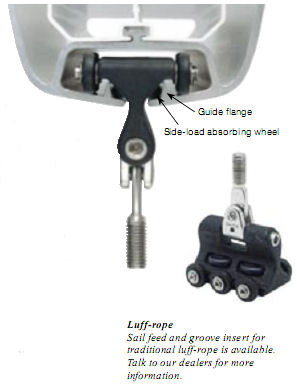 Guide flange
Side-load absorbing wheel
Luff-rope
Sail feed and groove insert for
traditional luff-rope is available.
Talk to our dealers for more
information.